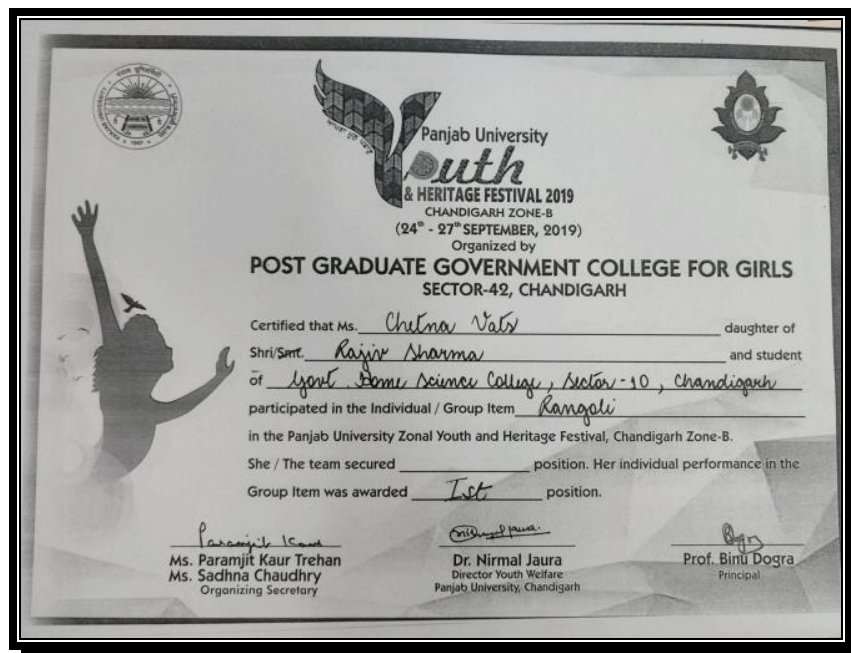 Panjab University
Youth
& HERITAGE FESTIVAL 2019
CHANDIGARH ZONE-B
(24th - 27th SEPTEMBER, 2019)
Organized by
POST GRADUATE GOVERNMENT COLLEGE FOR GIRLS
SECTOR-42, CHANDIGARH
Certified that Ms. Chetna Vats daughter of
Shri/Smt. Rajiv Sharma and student
of Govt. Home Science College, Sector-10, Chandigarh
participated in the Individual / Group Item Rangoli
in the Panjab University Zonal Youth and Heritage Festival, Chandigarh Zone-B.
She / The team secured position. Her individual performance in the
Group Item was awarded Ist position.
Ms. Paramjit Kaur Trehan
Ms. Sadhna Chaudhry
Organizing Secretary
Dr. Nirmal Jaura
Director Youth Welfare
Panjab University, Chandigarh
Dogra
Prof. Binu Dogra
Principal